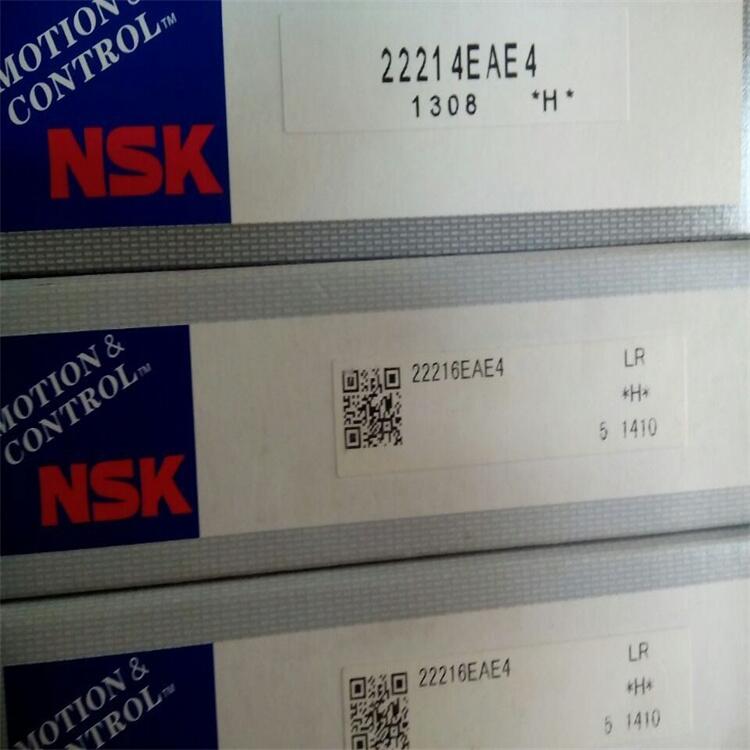 MOTION &
CONTROL™
NSK
22214EAE4
1308 *H*
MOTION &
CONTROL™
NSK
22216EAE4 LR
*H*
5 1410
MOTION &
CONTROL™
22216EAE4 LR
*H*
5 1410